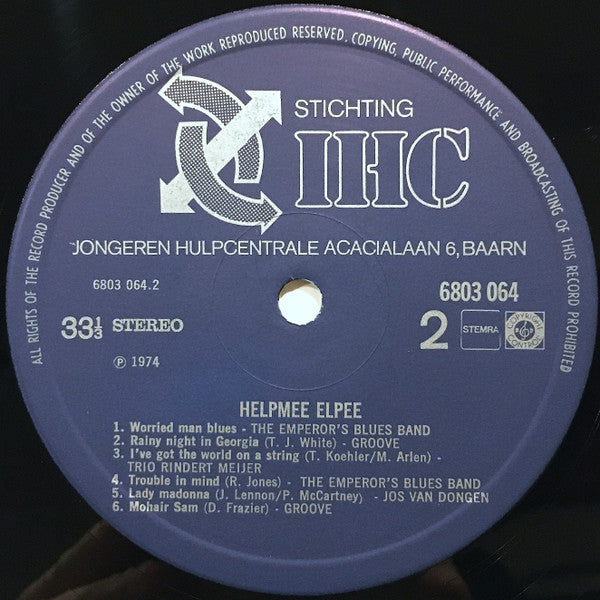 ALL RIGHTS OF THE RECORD PRODUCER AND OF THE OWNER OF THE WORK REPRODUCED RESERVED. COPYING, PUBLIC PERFORMANCE AND BROADCASTING OF THIS RECORD PROHIBITED
STICHTING
IHC
JONGEREN HULPCENTRALE ACACIALAAN 6, BAARN
6803 064.2
6803 064
33⅓ STEREO
2
STEMRA
COPYRIGHT CONTROL
℗ 1974
HELPMEE ELPEE
1. Worried man blues - THE EMPEROR'S BLUES BAND
2. Rainy night in Georgia (T. J. White) - GROOVE
3. I've got the world on a string (T. Koehler/M. Arlen) -
TRIO RINDERT MEIJER
4. Trouble in mind (R. Jones) - THE EMPEROR'S BLUES BAND
5. Lady madonna (J. Lennon/P. McCartney) - JOS VAN DONGEN
6. Mohair Sam (D. Frazier) - GROOVE